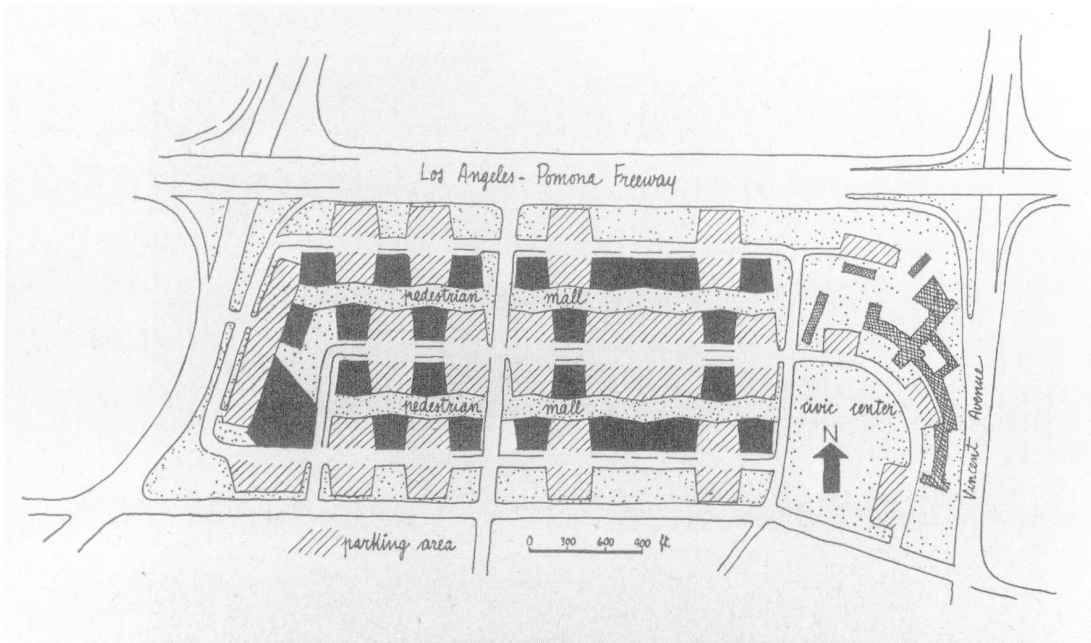 Los Angeles - Pomona Freeway
pedestrian mall
pedestrian mall
civic center
N
Vincent Avenue
parking area
0 300 600 900 ft.